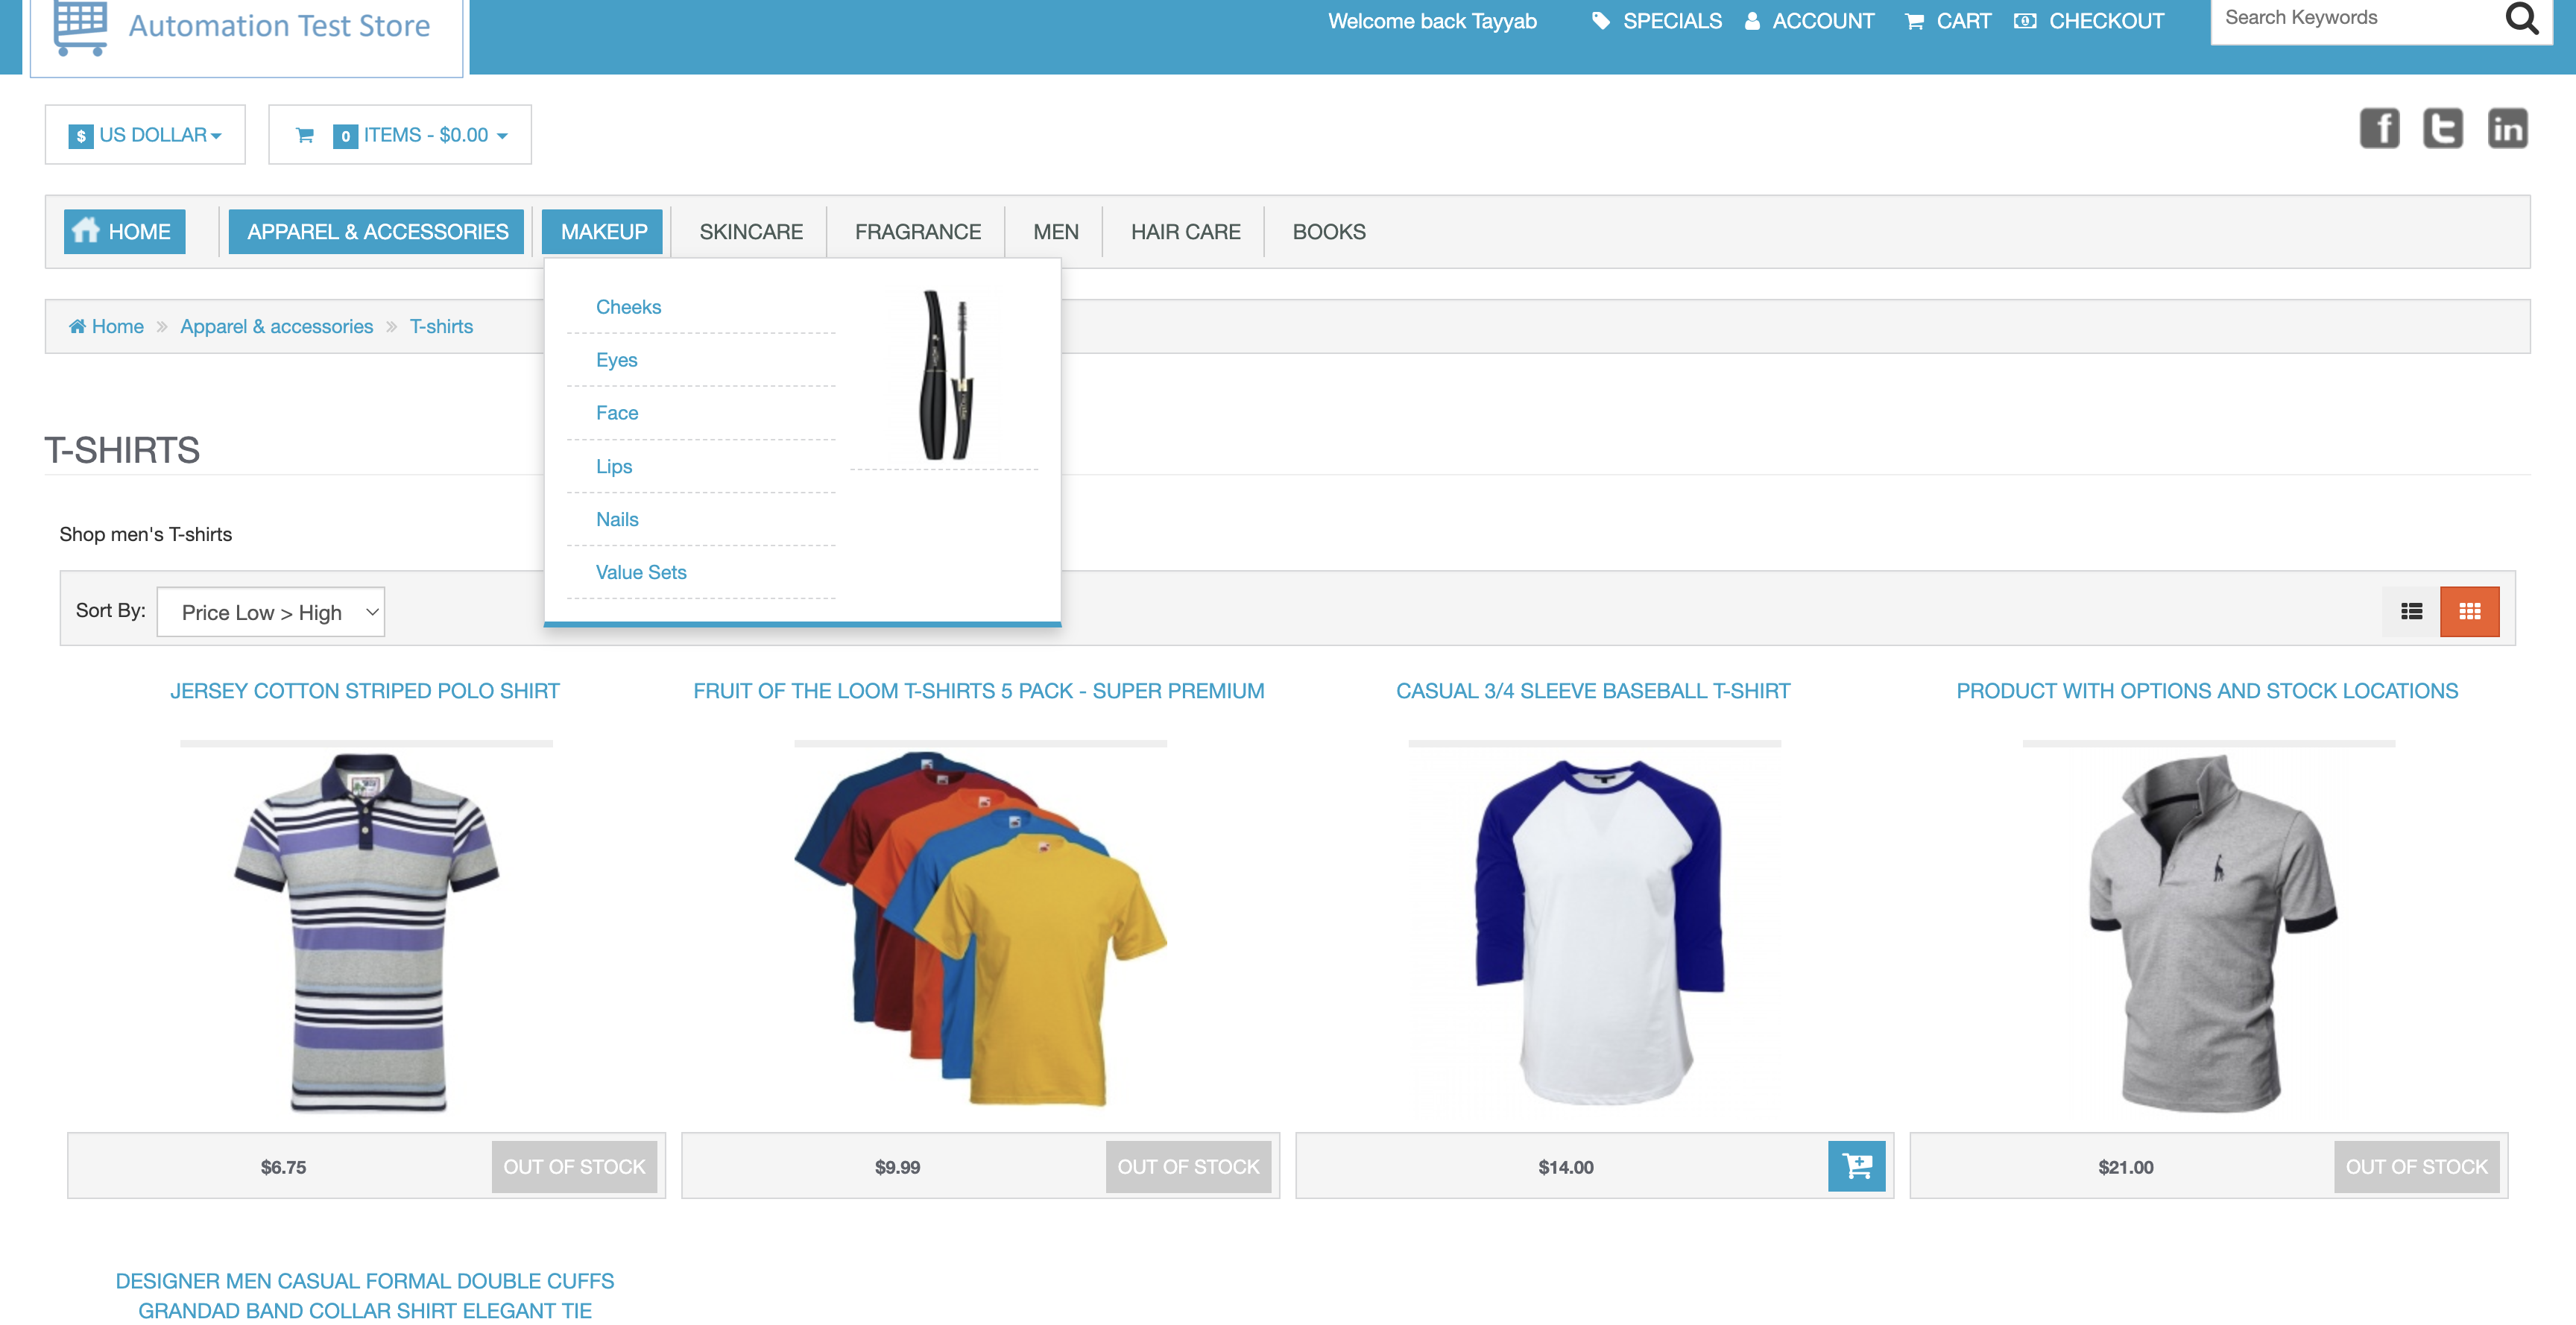 Automation Test Store
Welcome back Tayyab SPECIALS ACCOUNT CART CHECKOUT Search Keywords
$ US DOLLAR 0 ITEMS - $0.00
HOME APPAREL & ACCESSORIES MAKEUP SKINCARE FRAGRANCE MEN HAIR CARE BOOKS
Home » Apparel & accessories » T-shirts
Cheeks
Eyes
Face
Lips
Nails
Value Sets
T-SHIRTS
Shop men's T-shirts
Sort By: Price Low > High
JERSEY COTTON STRIPED POLO SHIRT
FRUIT OF THE LOOM T-SHIRTS 5 PACK - SUPER PREMIUM
CASUAL 3/4 SLEEVE BASEBALL T-SHIRT
PRODUCT WITH OPTIONS AND STOCK LOCATIONS
$6.75 OUT OF STOCK
$9.99 OUT OF STOCK
$14.00
$21.00 OUT OF STOCK
DESIGNER MEN CASUAL FORMAL DOUBLE CUFFS
GRANDAD BAND COLLAR SHIRT ELEGANT TIE